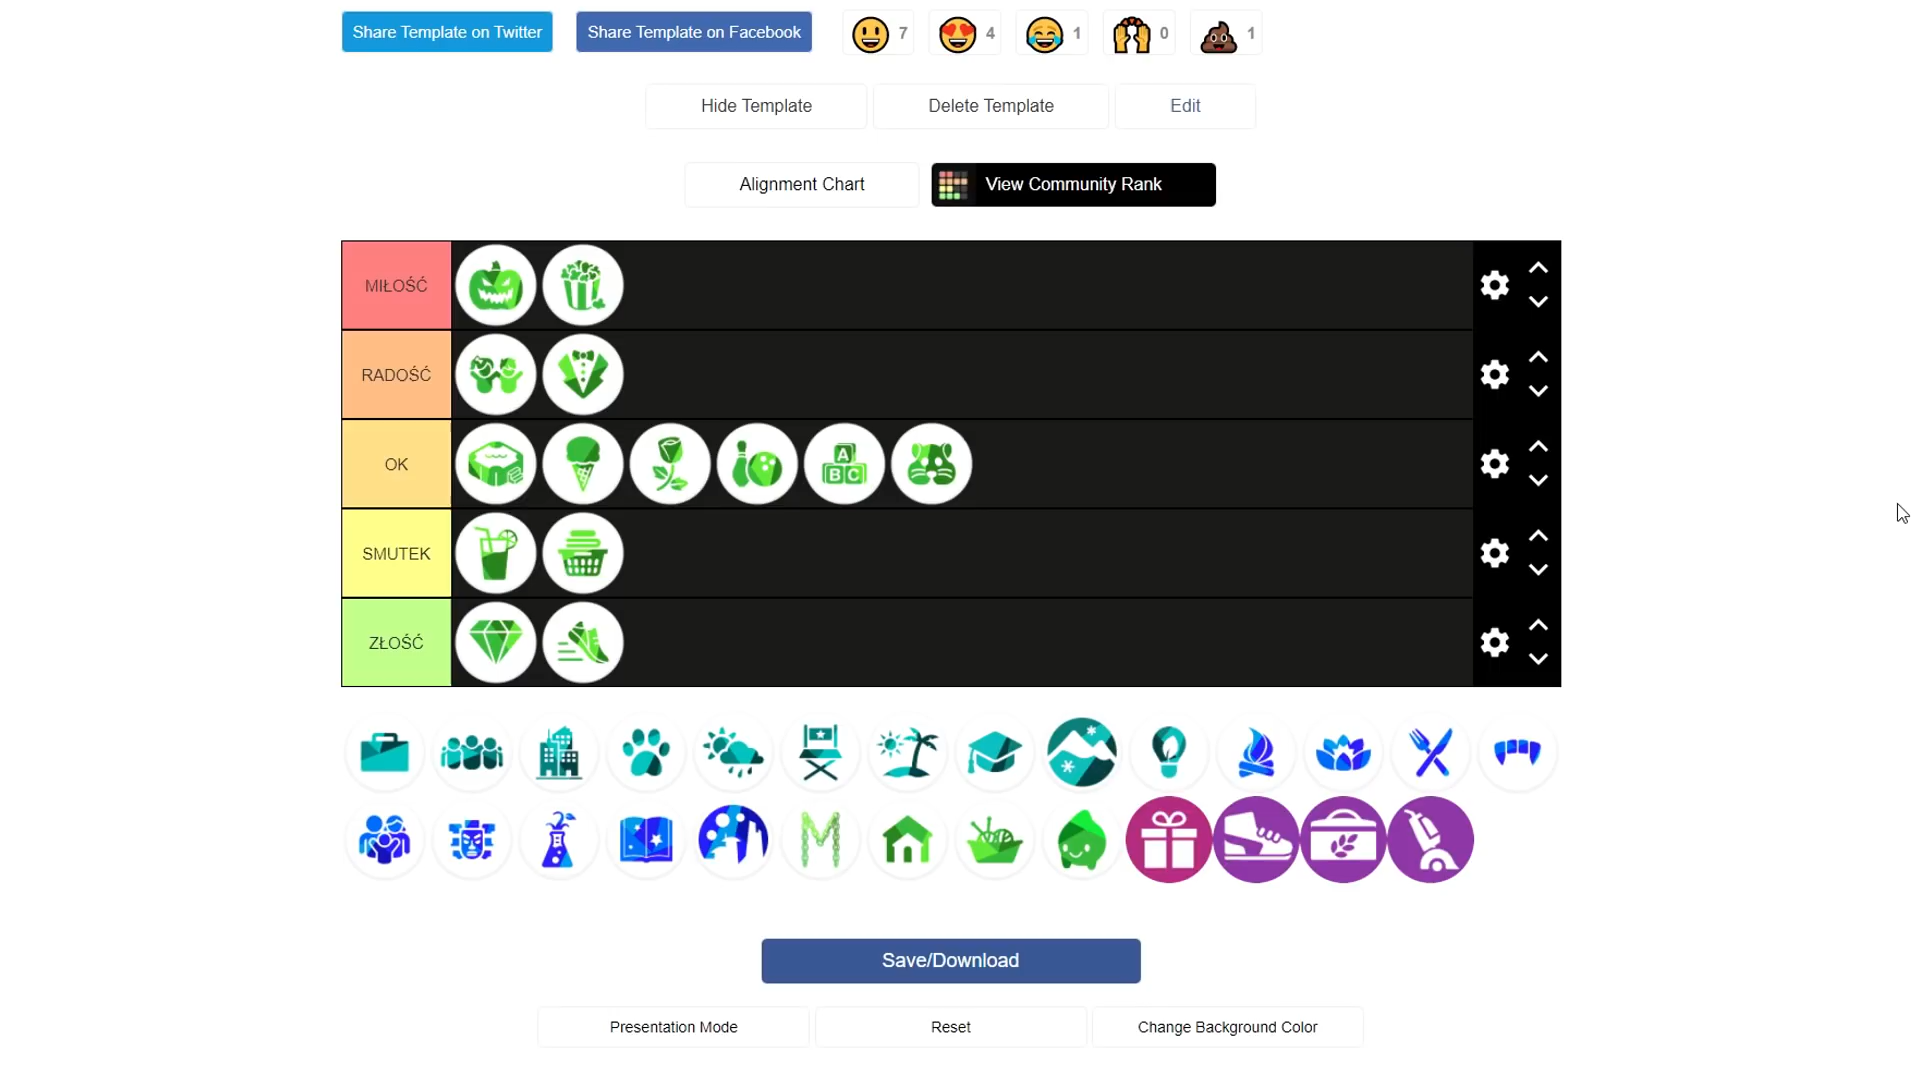 Share Template on Twitter
Share Template on Facebook
7
4
1
0
1
Hide Template
Delete Template
Edit
Alignment Chart
View Community Rank
MIŁOŚĆ
RADOŚĆ
OK
A
BC
SMUTEK
ZŁOŚĆ
Save/Download
Presentation Mode
Reset
Change Background Color